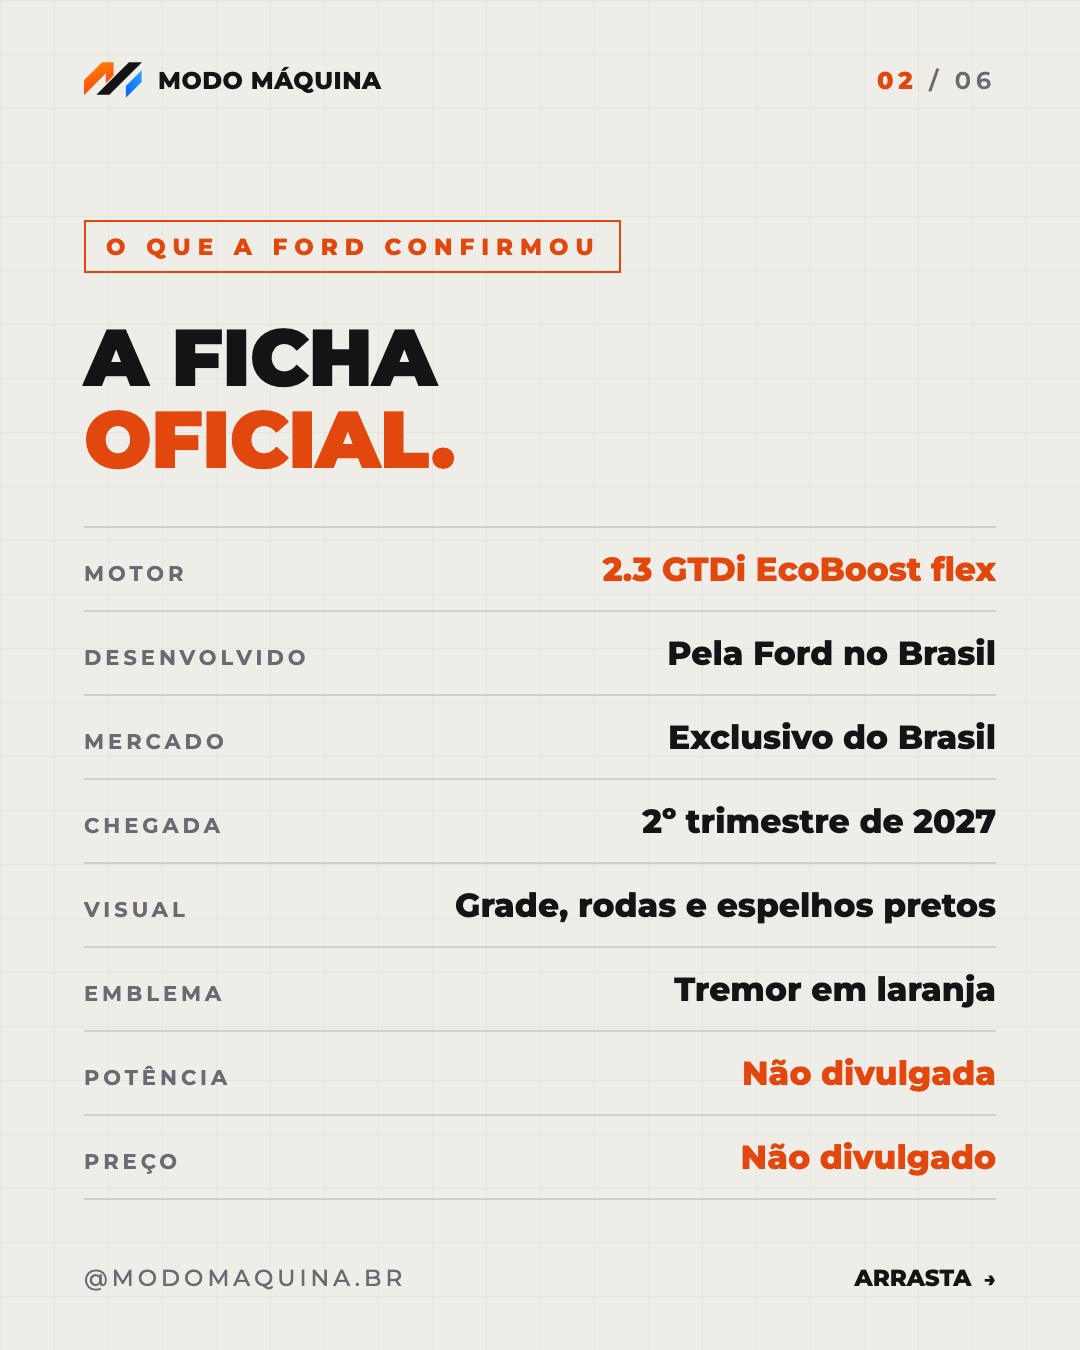 MODO MÁQUINA
02 / 06
O QUE A FORD CONFIRMOU
A FICHA
OFICIAL.
MOTOR 2.3 GTDi EcoBoost flex
DESENVOLVIDO Pela Ford no Brasil
MERCADO Exclusivo do Brasil
CHEGADA 2º trimestre de 2027
VISUAL Grade, rodas e espelhos pretos
EMBLEMA Tremor em laranja
POTÊNCIA Não divulgada
PREÇO Não divulgado
@MODOMAQUINA.BR
ARRASTA →